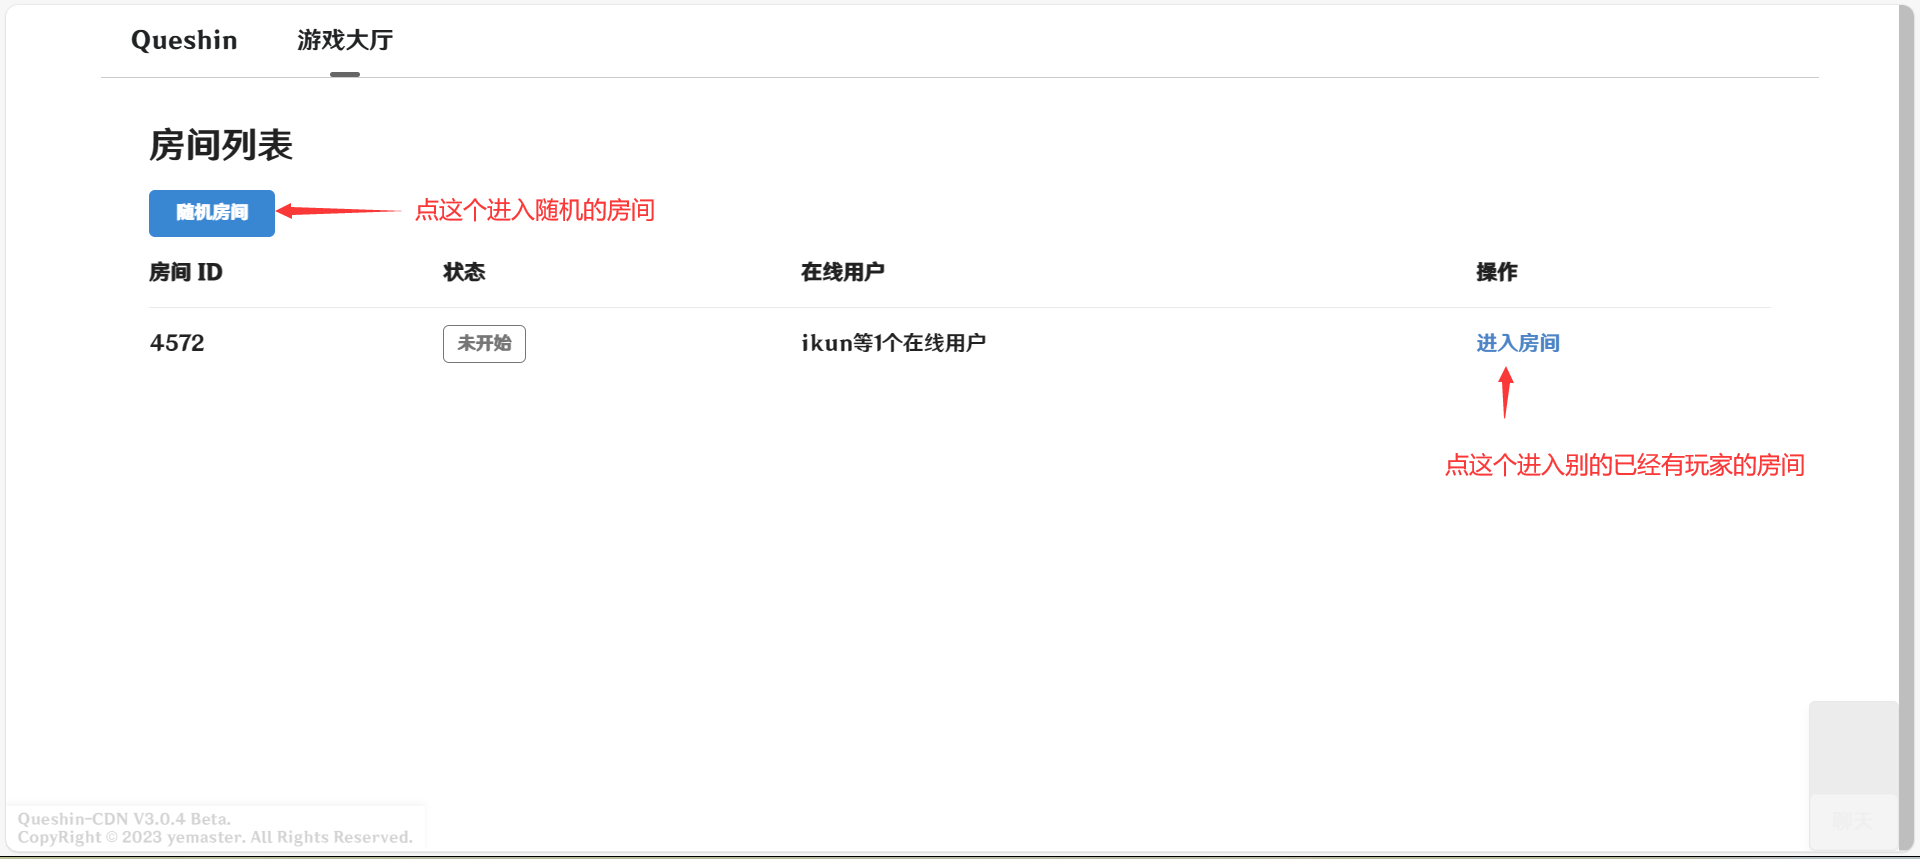 Queshin 游戏大厅
房间列表
随机房间 点这个进入随机的房间
房间 ID 状态 在线用户 操作
4572 未开始 ikun等1个在线用户 进入房间
点这个进入别的已经有玩家的房间
聊天
Queshin-CDN V3.0.4 Beta.
CopyRight © 2023 yemaster. All Rights Reserved.